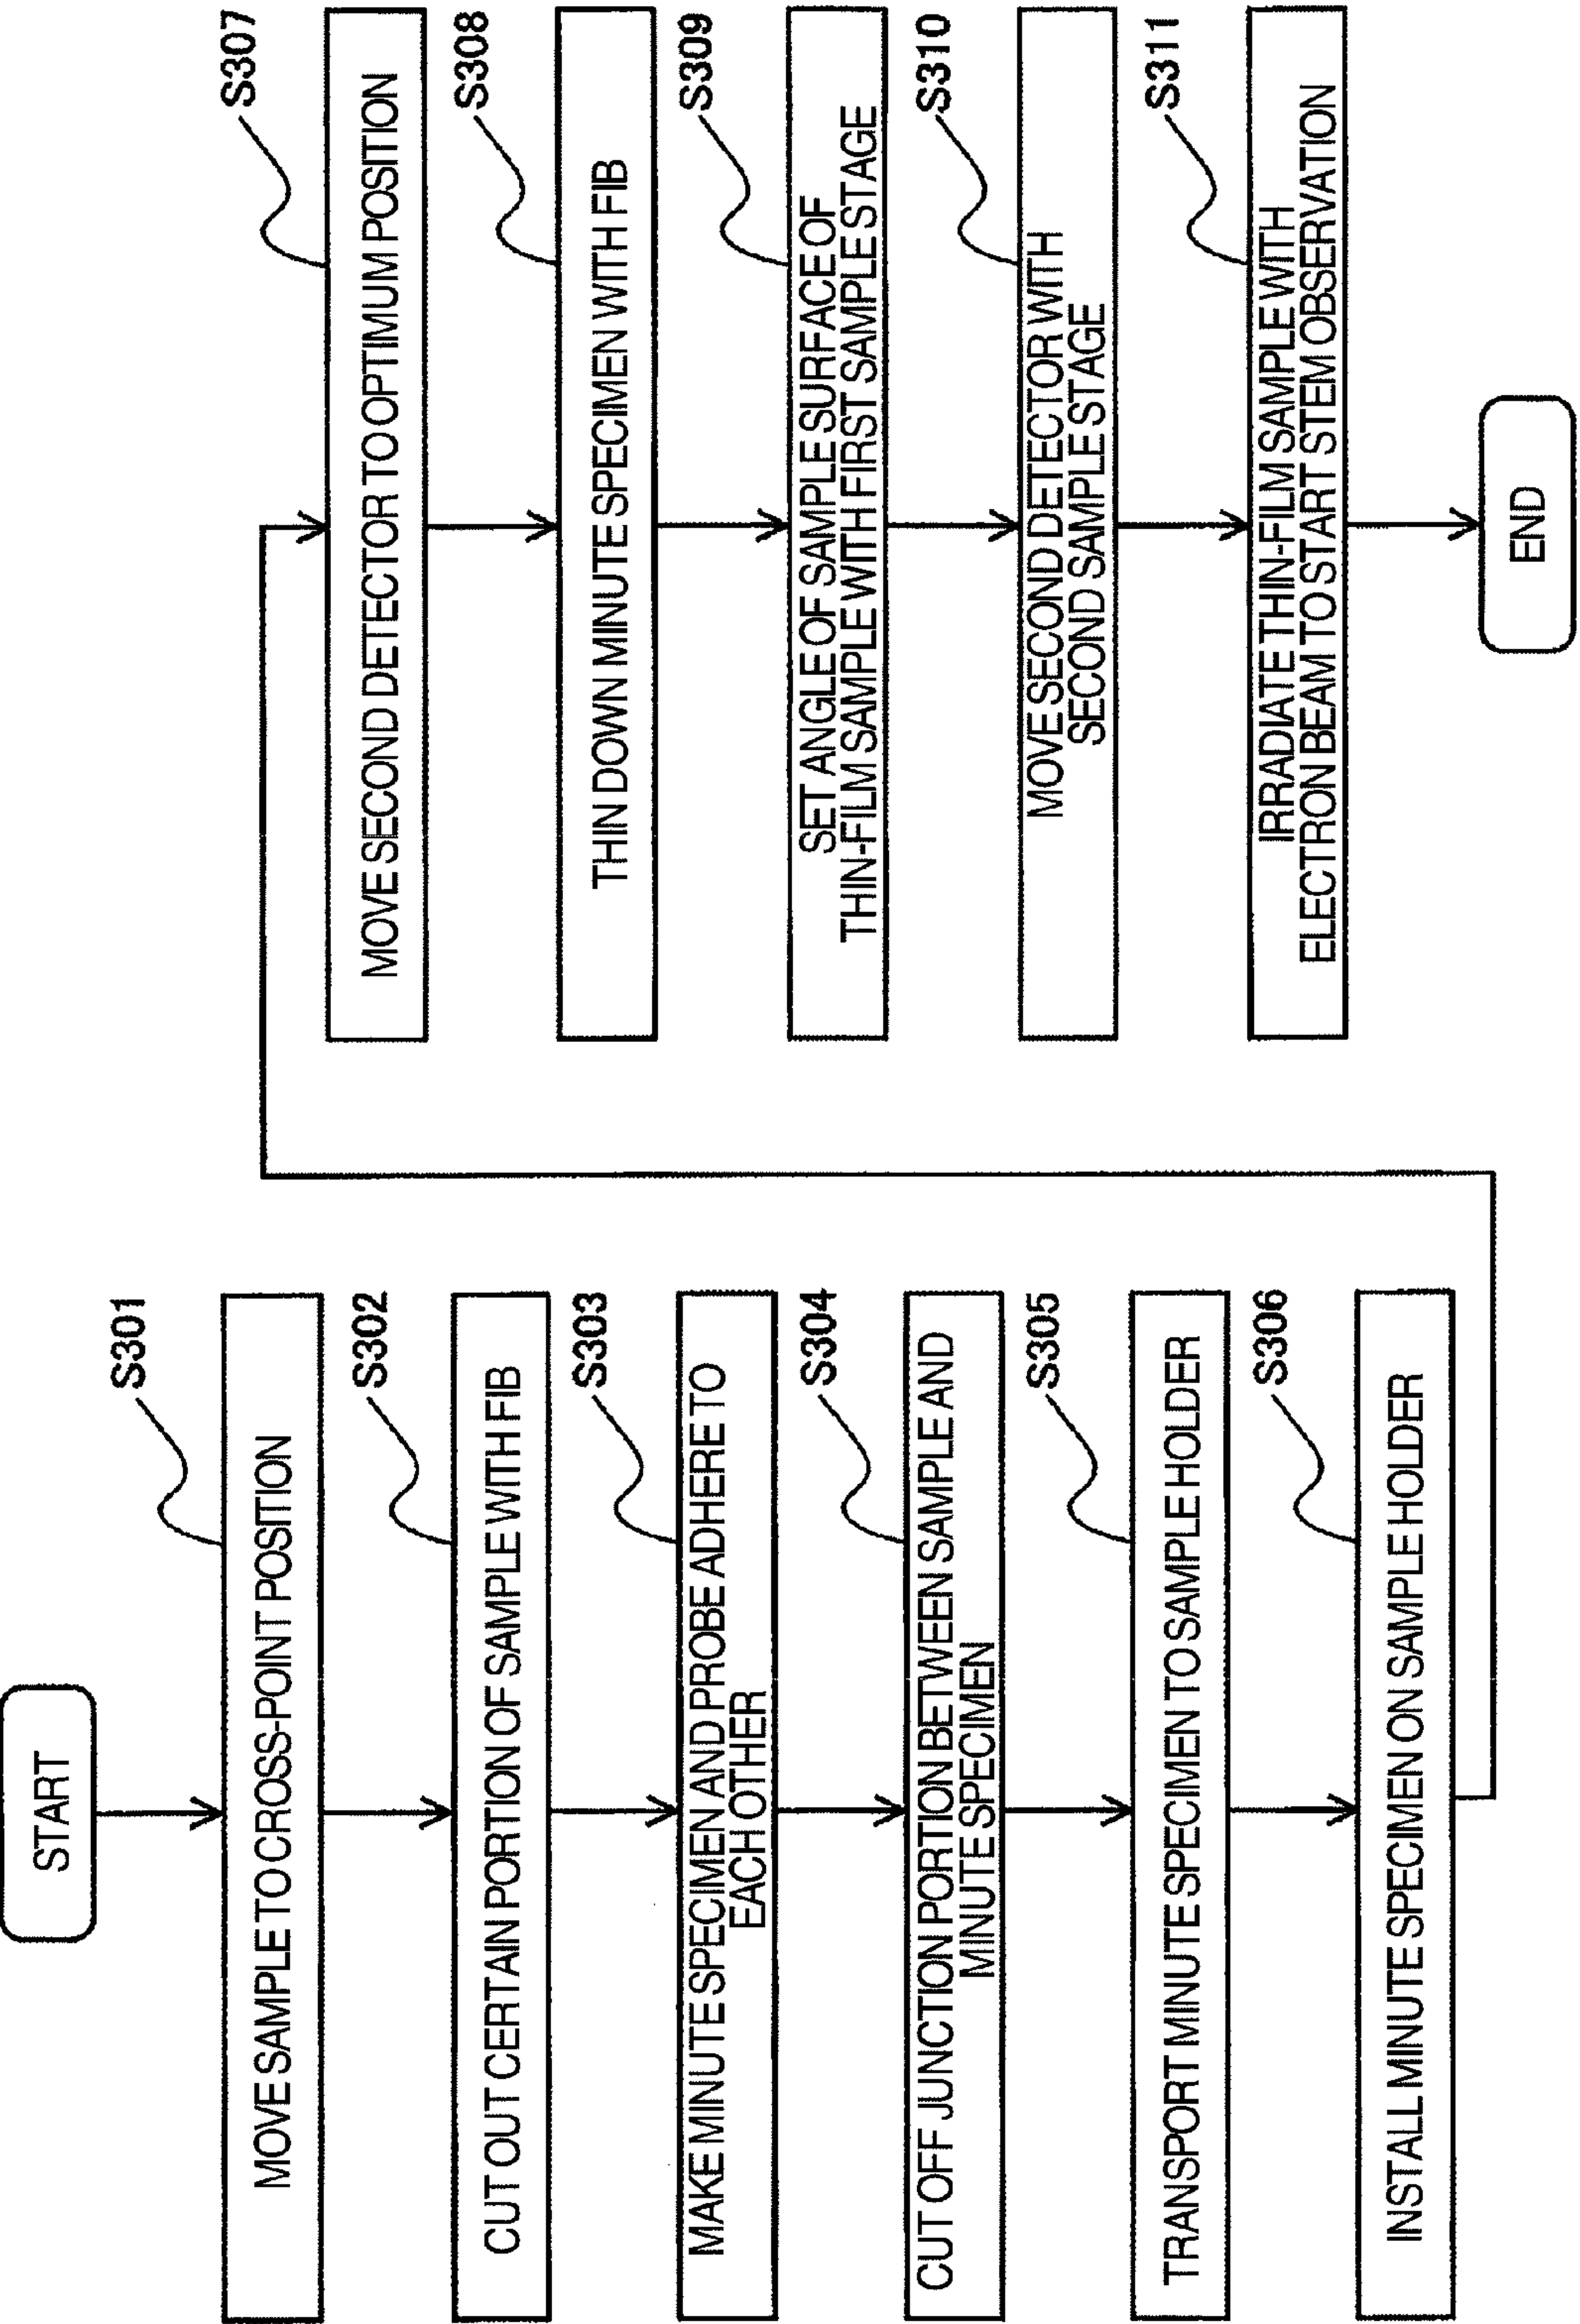 START
S301
MOVE SAMPLE TO CROSS-POINT POSITION
S302
CUT OUT CERTAIN PORTION OF SAMPLE WITH FIB
S303
MAKE MINUTE SPECIMEN AND PROBE ADHERE TO
EACH OTHER
S304
CUT OFF JUNCTION PORTION BETWEEN SAMPLE AND
MINUTE SPECIMEN
S305
TRANSPORT MINUTE SPECIMEN TO SAMPLE HOLDER
S306
INSTALL MINUTE SPECIMEN ON SAMPLE HOLDER
S307
MOVE SECOND DETECTOR TO OPTIMUM POSITION
S308
THIN DOWN MINUTE SPECIMEN WITH FIB
S309
SET ANGLE OF SAMPLE SURFACE OF
THIN-FILM SAMPLE WITH FIRST SAMPLE STAGE
S310
MOVE SECOND DETECTOR WITH
SECOND SAMPLE STAGE
S311
IRRADIATE THIN-FILM SAMPLE WITH
ELECTRON BEAM TO START STEM OBSERVATION
END